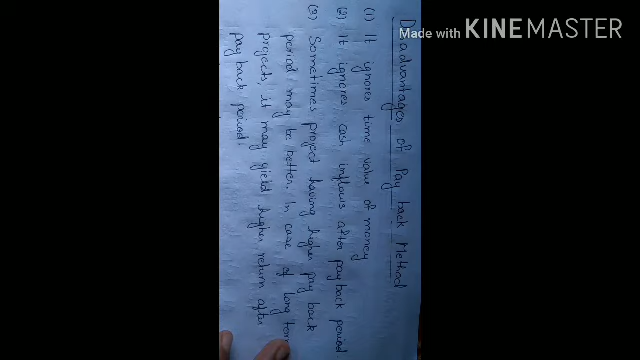 Made with KINEMASTER
Disadvantages of Pay back Method
(1) It ignores time value of money
(2) It ignores cash inflows after pay back period
(3) Sometimes project having higher pay back
period may be better. In case of long term
projects it may yield higher return after
pay back period.